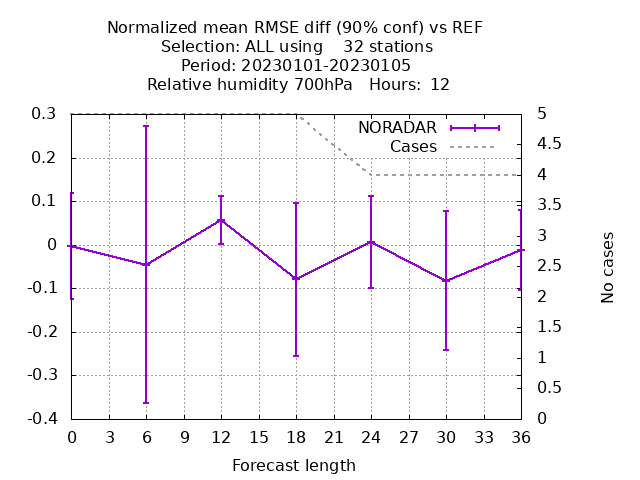 Normalized mean RMSE diff (90% conf) vs REF
Selection: ALL using    32 stations
Period: 20230101-20230105
Relative humidity 700hPa   Hours:  12
NORADAR
Cases
0.3
0.2
0.1
0
-0.1
-0.2
-0.3
-0.4
5
4.5
4
3.5
3
2.5
2
1.5
1
0.5
0
No cases
0 3 6 9 12 15 18 21 24 27 30 33 36
Forecast length